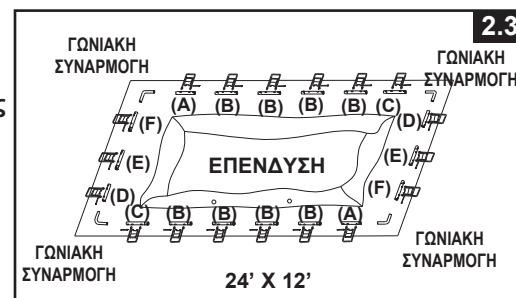 2.3
ΓΩΝΙΑΚΗ
ΣΥΝΑΡΜΟΓΗ
ΓΩΝΙΑΚΗ
ΣΥΝΑΡΜΟΓΗ
(A) (B) (B) (B) (B) (C)
(F) (D)
(E) ΕΠΕΝΔΥΣΗ (E)
(D) (F)
(C) (B) (B) (B) (B) (A)
ΓΩΝΙΑΚΗ
ΣΥΝΑΡΜΟΓΗ
ΓΩΝΙΑΚΗ
ΣΥΝΑΡΜΟΓΗ
24’ X 12’
ς